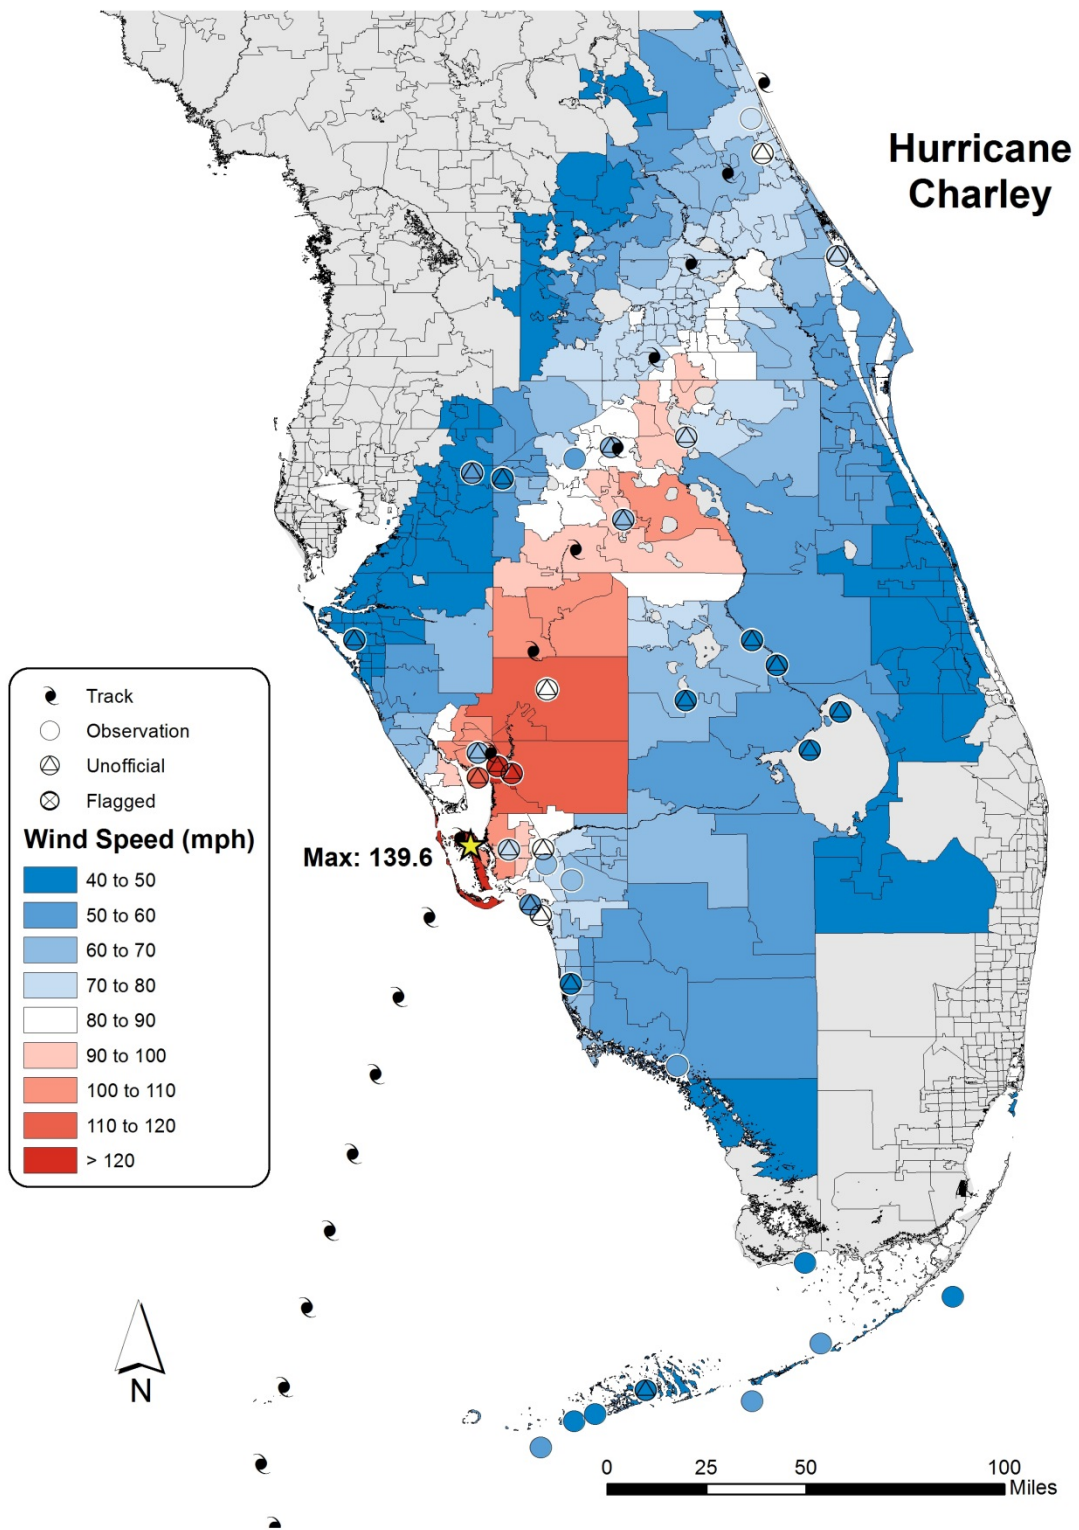 Hurricane
Charley
Track
Observation
Unofficial
Flagged
Wind Speed (mph)
40 to 50
50 to 60
60 to 70
70 to 80
80 to 90
90 to 100
100 to 110
110 to 120
> 120
Max: 139.6
N
0 25 50 100
Miles